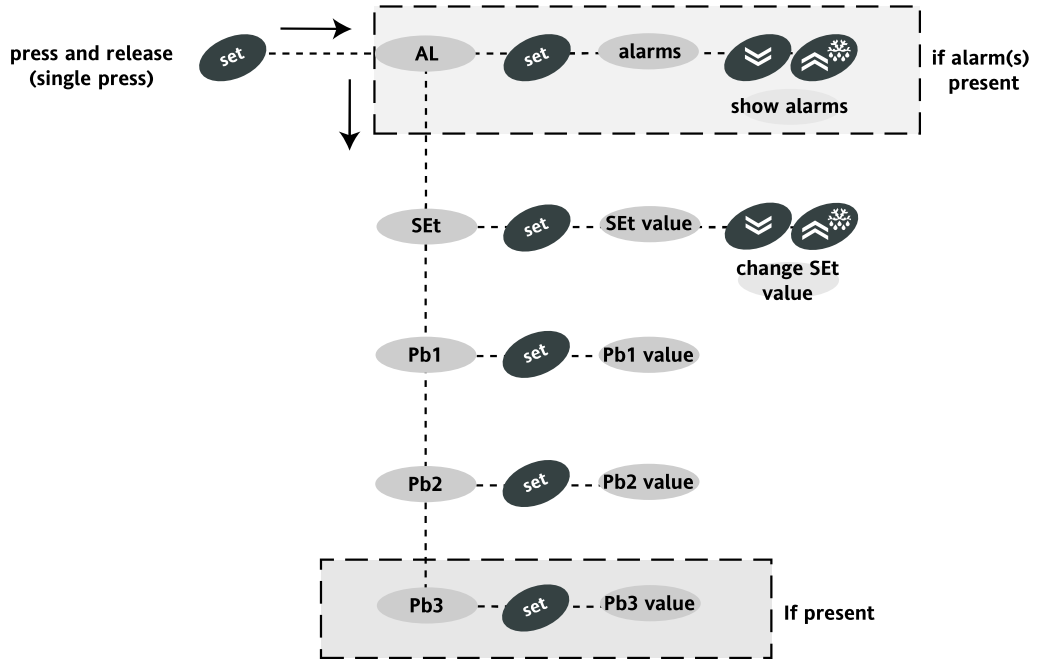 press and release
(single press)
set
AL
set
alarms
show alarms
if alarm(s)
present
SEt
set
SEt value
change SEt
value
Pb1
set
Pb1 value
Pb2
set
Pb2 value
Pb3
set
Pb3 value
If present